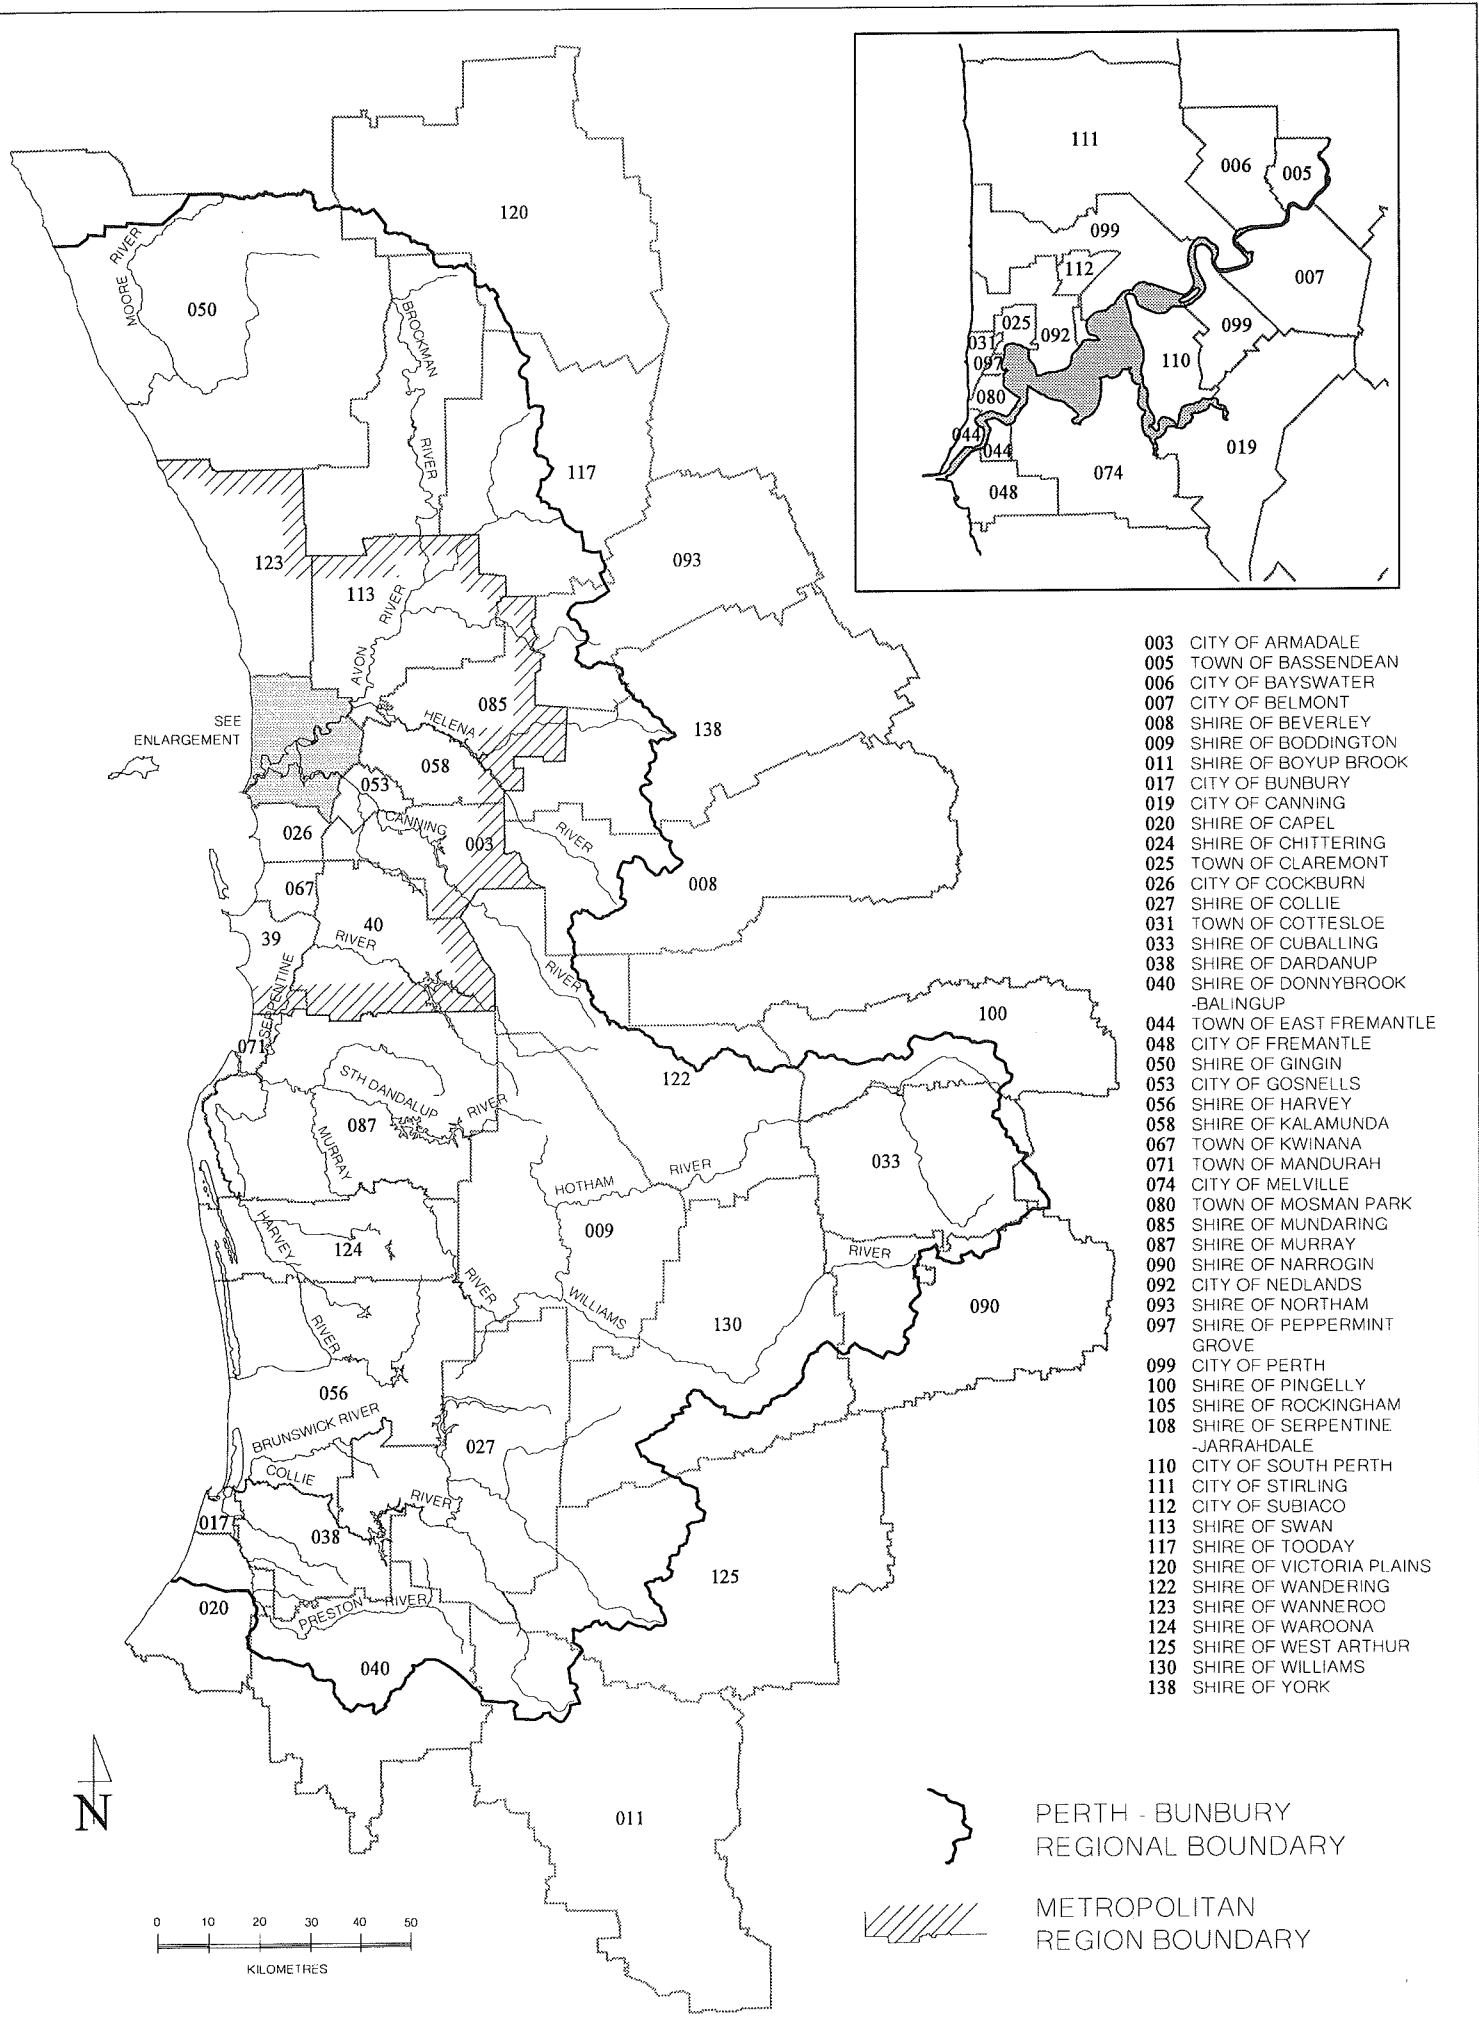 120
MOORE RIVER
050
BROCKMAN
RIVER
117
093
123
113
AVON RIVER
085
HELENA
138
SEE
ENLARGEMENT
058
053
CANNING
003
026
RIVER
008
067
40
39
RIVER
SERPENTINE
RIVER
100
071
122
STH DANDALUP
RIVER
087
MURRAY
RIVER
033
HOTHAM
009
HARVEY
124
RIVER
RIVER
WILLIAMS
090
130
RIVER
056
BRUNSWICK RIVER
027
COLLIE
RIVER
017
038
125
020
PRESTON RIVER
040
011
N
0 10 20 30 40 50
KILOMETRES
111
006
005
099
112
007
025
092
099
031
097
110
080
044
044
019
074
048
003 CITY OF ARMADALE
005 TOWN OF BASSENDEAN
006 CITY OF BAYSWATER
007 CITY OF BELMONT
008 SHIRE OF BEVERLEY
009 SHIRE OF BODDINGTON
011 SHIRE OF BOYUP BROOK
017 CITY OF BUNBURY
019 CITY OF CANNING
020 SHIRE OF CAPEL
024 SHIRE OF CHITTERING
025 TOWN OF CLAREMONT
026 CITY OF COCKBURN
027 SHIRE OF COLLIE
031 TOWN OF COTTESLOE
033 SHIRE OF CUBALLING
038 SHIRE OF DARDANUP
040 SHIRE OF DONNYBROOK
-BALINGUP
044 TOWN OF EAST FREMANTLE
048 CITY OF FREMANTLE
050 SHIRE OF GINGIN
053 CITY OF GOSNELLS
056 SHIRE OF HARVEY
058 SHIRE OF KALAMUNDA
067 TOWN OF KWINANA
071 TOWN OF MANDURAH
074 CITY OF MELVILLE
080 TOWN OF MOSMAN PARK
085 SHIRE OF MUNDARING
087 SHIRE OF MURRAY
090 SHIRE OF NARROGIN
092 CITY OF NEDLANDS
093 SHIRE OF NORTHAM
097 SHIRE OF PEPPERMINT
GROVE
099 CITY OF PERTH
100 SHIRE OF PINGELLY
105 SHIRE OF ROCKINGHAM
108 SHIRE OF SERPENTINE
-JARRAHDALE
110 CITY OF SOUTH PERTH
111 CITY OF STIRLING
112 CITY OF SUBIACO
113 SHIRE OF SWAN
117 SHIRE OF TOODAY
120 SHIRE OF VICTORIA PLAINS
122 SHIRE OF WANDERING
123 SHIRE OF WANNEROO
124 SHIRE OF WAROONA
125 SHIRE OF WEST ARTHUR
130 SHIRE OF WILLIAMS
138 SHIRE OF YORK
PERTH - BUNBURY
REGIONAL BOUNDARY
METROPOLITAN
REGION BOUNDARY